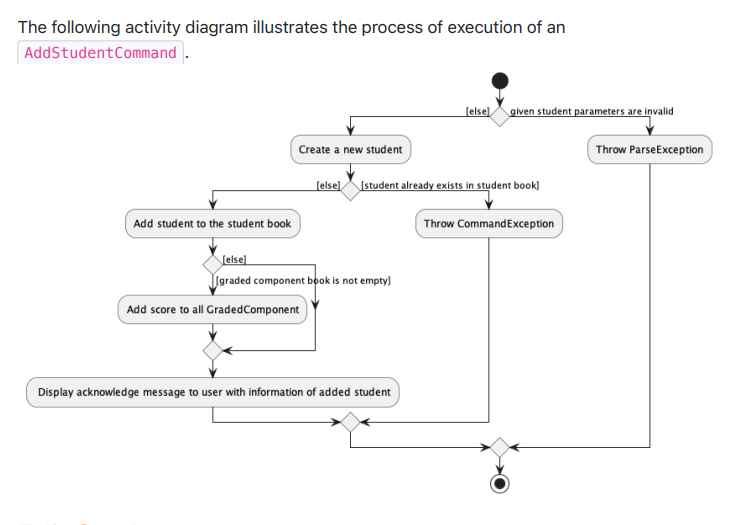 The following activity diagram illustrates the process of execution of an
AddStudentCommand .
[else] given student parameters are invalid
Create a new student
Throw ParseException
[else] [student already exists in student book]
Add student to the student book
Throw CommandException
[else]
[graded component book is not empty]
Add score to all GradedComponent
Display acknowledge message to user with information of added student